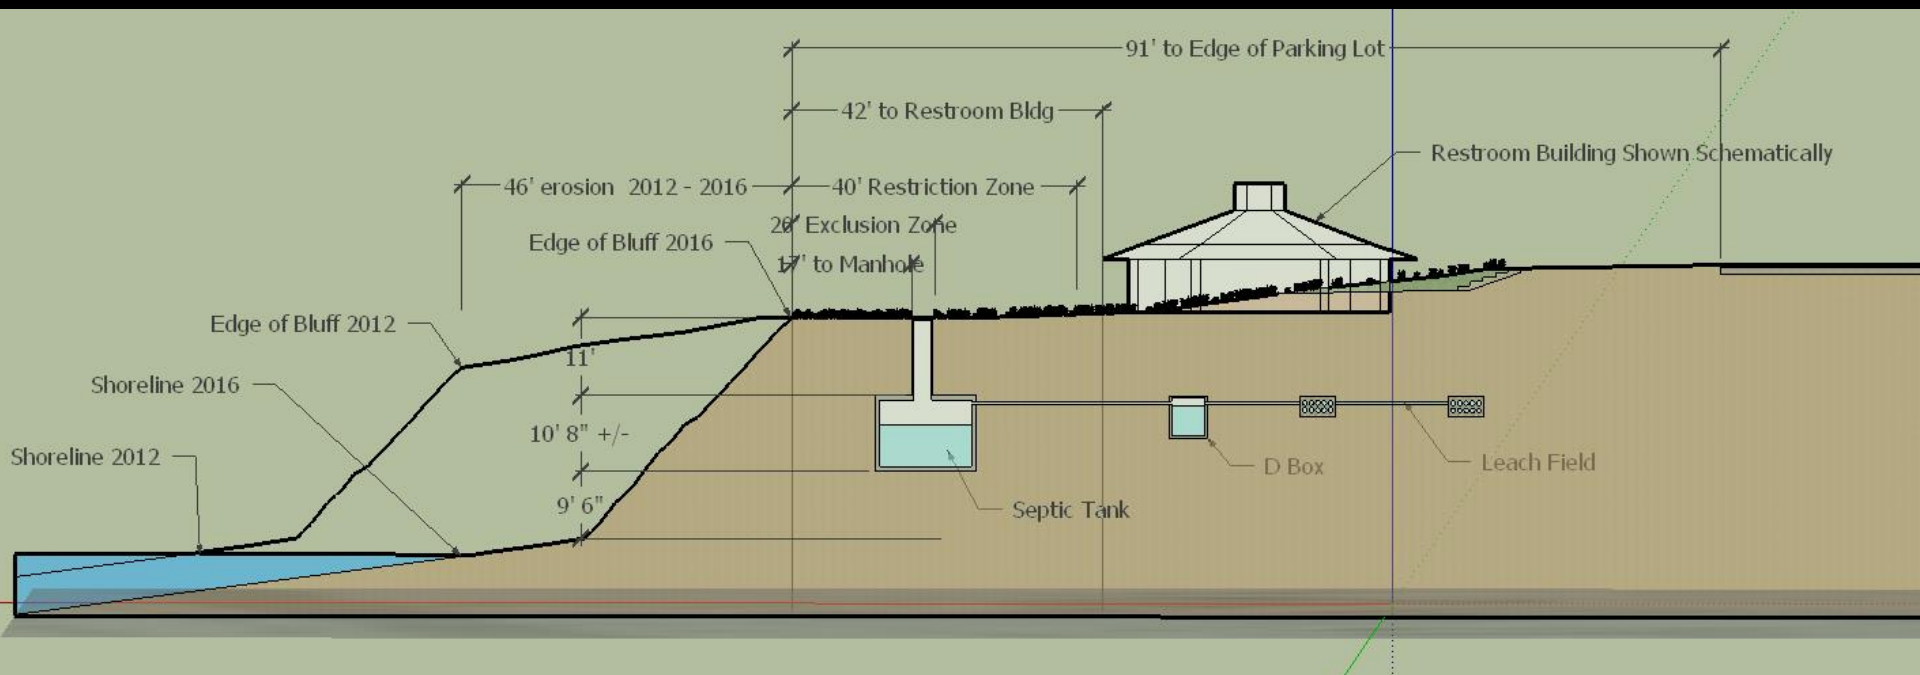 91' to Edge of Parking Lot
42' to Restroom Bldg
Restroom Building Shown Schematically
46' erosion 2012 - 2016
40' Restriction Zone
20' Exclusion Zone
Edge of Bluff 2016
17' to Manhole
Edge of Bluff 2012
11'
Shoreline 2016
10' 8" +/-
Shoreline 2012
D Box
Leach Field
9' 6"
Septic Tank